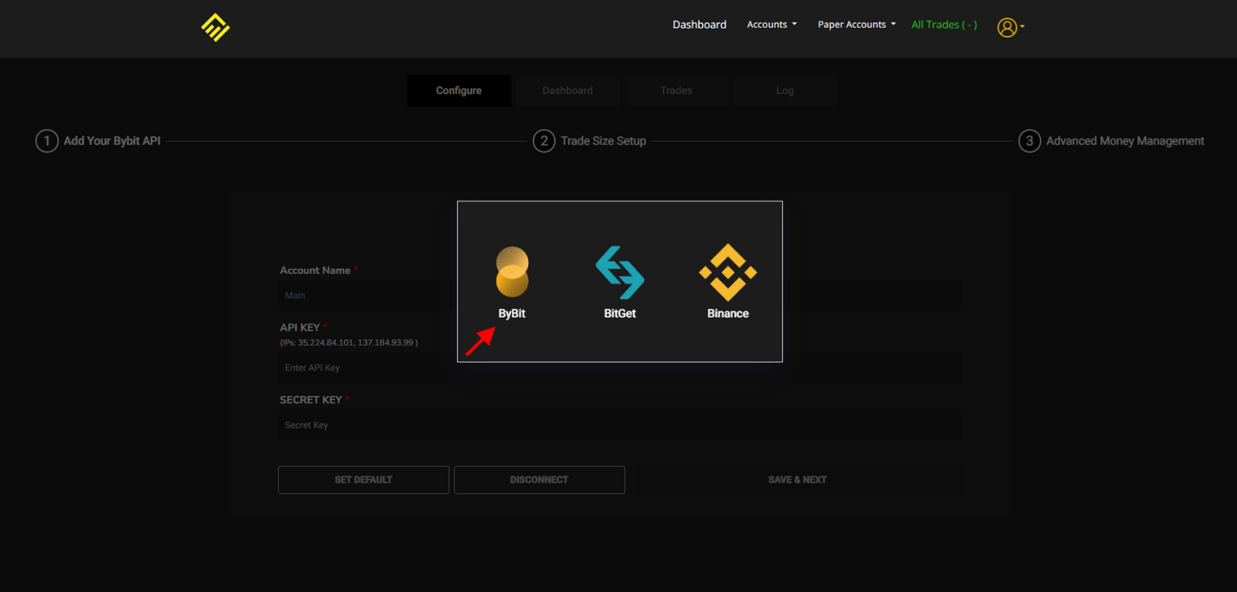 Dashboard Accounts Paper Accounts All Trades ( - )
Configure Dashboard Trades Log
1 Add Your Bybit API 2 Trade Size Setup 3 Advanced Money Management
ByBit BitGet Binance
Account Name *
Main
API KEY *
(IPs: 35.224.84.101, 137.184.93.99 )
Enter API Key
SECRET KEY *
Secret Key
SET DEFAULT DISCONNECT SAVE & NEXT